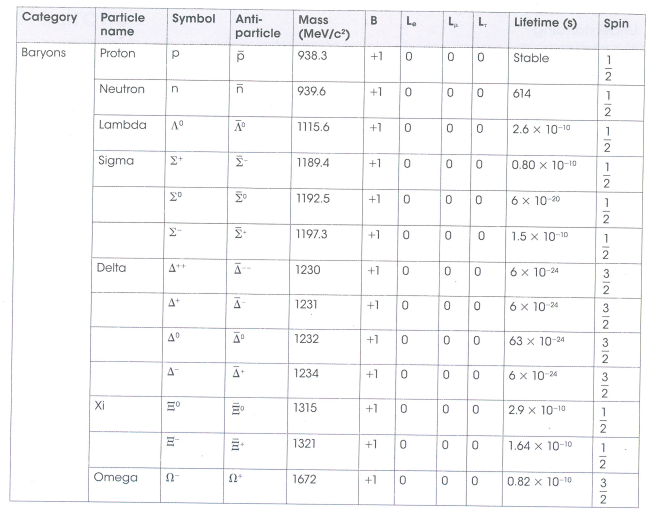 Category Particle name Symbol Anti-particle Mass (MeV/c²) B Lₑ L_μ L_τ Lifetime (s) Spin
Baryons Proton p p̄ 938.3 +1 0 0 0 Stable 1/2
Neutron n n̄ 939.6 +1 0 0 0 614 1/2
Lambda Λ⁰ Λ̄⁰ 1115.6 +1 0 0 0 2.6 × 10⁻¹⁰ 1/2
Sigma Σ⁺ Σ̄⁻ 1189.4 +1 0 0 0 0.80 × 10⁻¹⁰ 1/2
Σ⁰ Σ̄⁰ 1192.5 +1 0 0 0 6 × 10⁻²⁰ 1/2
Σ⁻ Σ̄⁺ 1197.3 +1 0 0 0 1.5 × 10⁻¹⁰ 1/2
Delta Δ⁺⁺ Δ̄⁻⁻ 1230 +1 0 0 0 6 × 10⁻²⁴ 3/2
Δ⁺ Δ̄⁻ 1231 +1 0 0 0 6 × 10⁻²⁴ 3/2
Δ⁰ Δ̄⁰ 1232 +1 0 0 0 63 × 10⁻²⁴ 3/2
Δ⁻ Δ̄⁺ 1234 +1 0 0 0 6 × 10⁻²⁴ 3/2
Xi Ξ⁰ Ξ̄⁰ 1315 +1 0 0 0 2.9 × 10⁻¹⁰ 1/2
Ξ⁻ Ξ̄⁺ 1321 +1 0 0 0 1.64 × 10⁻¹⁰ 1/2
Omega Ω⁻ Ω⁺ 1672 +1 0 0 0 0.82 × 10⁻¹⁰ 3/2